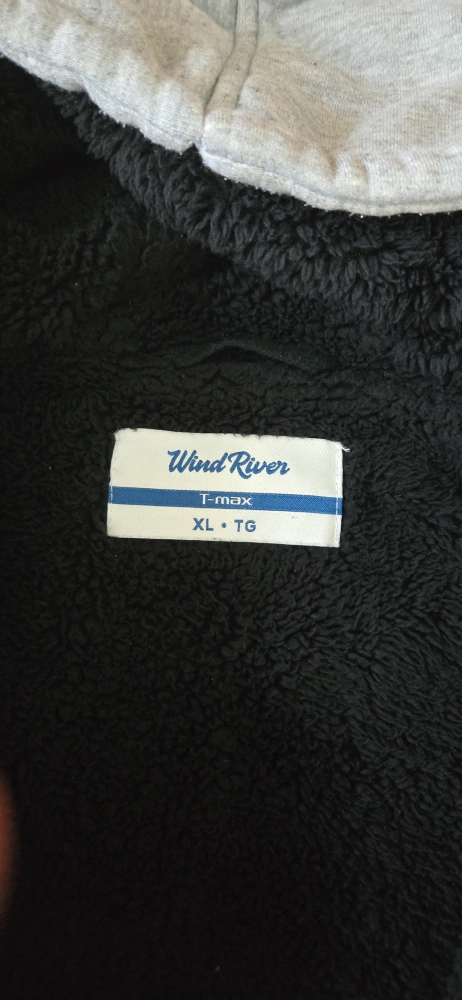 Wind River
T-max
XL • TG